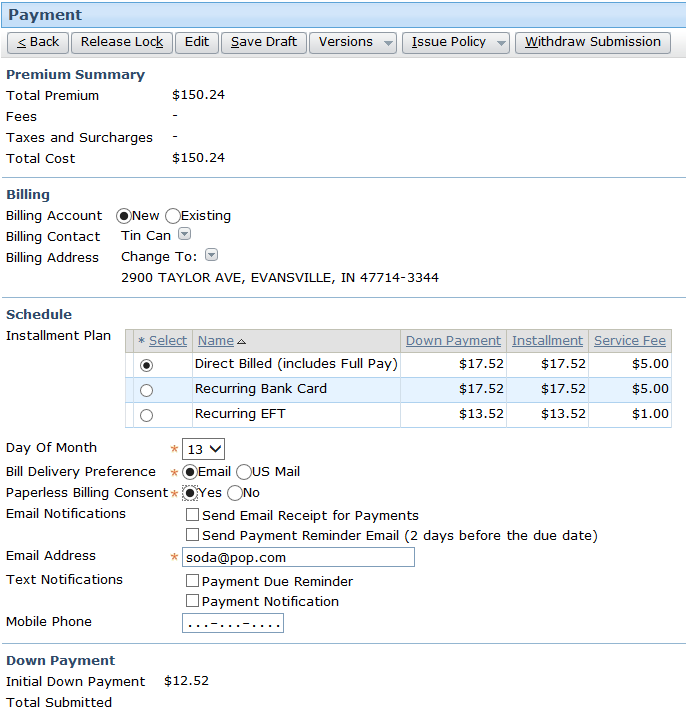 Payment
< Back Release Lock Edit Save Draft Versions Issue Policy Withdraw Submission
Premium Summary
Total Premium $150.24
Fees -
Taxes and Surcharges -
Total Cost $150.24
Billing
Billing Account New Existing
Billing Contact Tin Can
Billing Address Change To:
2900 TAYLOR AVE, EVANSVILLE, IN 47714-3344
Schedule
Installment Plan * Select Name Down Payment Installment Service Fee
Direct Billed (includes Full Pay) $17.52 $17.52 $5.00
Recurring Bank Card $17.52 $17.52 $5.00
Recurring EFT $13.52 $13.52 $1.00
Day Of Month * 13
Bill Delivery Preference * Email US Mail
Paperless Billing Consent * Yes No
Email Notifications Send Email Receipt for Payments
Send Payment Reminder Email (2 days before the due date)
Email Address * soda@pop.com
Text Notifications Payment Due Reminder
Payment Notification
Mobile Phone ...-...-....
Down Payment
Initial Down Payment $12.52
Total Submitted